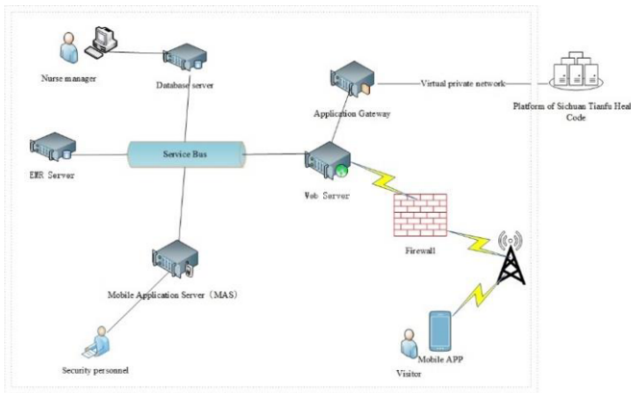 Nurse manager
Database server
Application Gateway
Virtual private network
Platform of Sichuan Tianfu Heal
Code
EMR Server
Service Bus
Web Server
Firewall
Mobile Application Server（MAS）
Security personnel
Mobile APP
Visitor